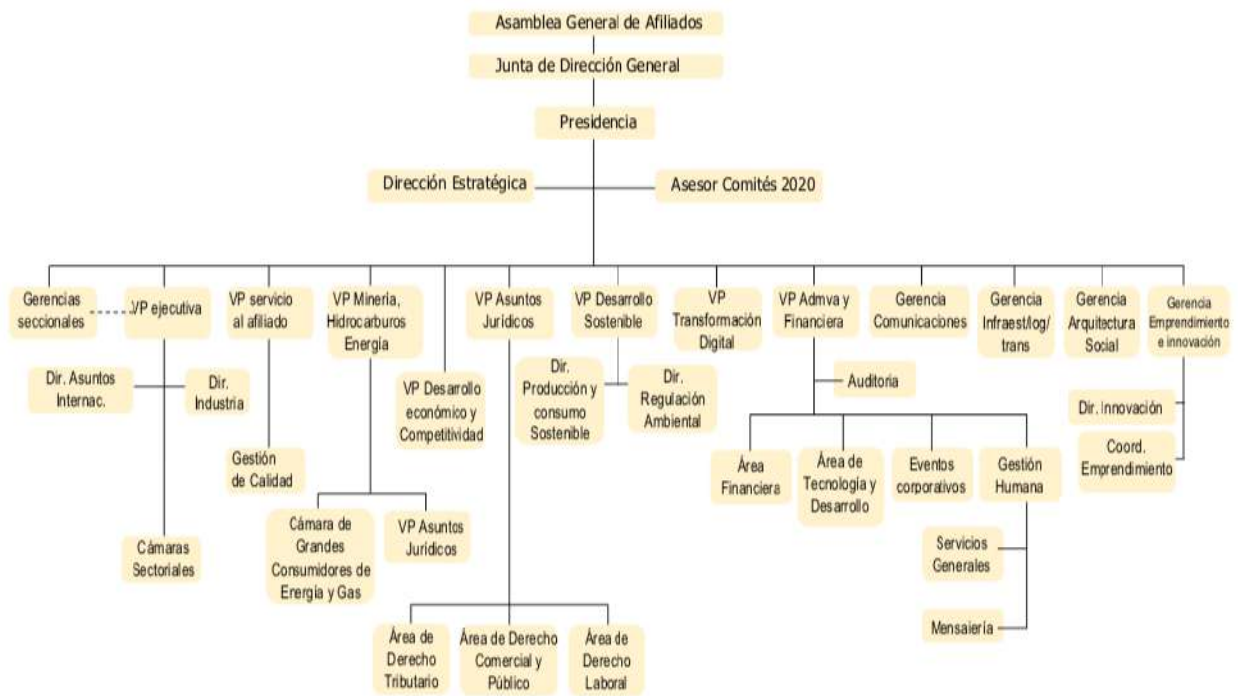 Asamblea General de Afiliados
Junta de Dirección General
Presidencia
Dirección Estratégica
Asesor Comités 2020
Gerencias
seccionales
VP ejecutiva
VP servicio
al afiliado
VP Minería,
Hidrocarburos
Energia
VP Asuntos
Jurídicos
VP Desarrollo
Sostenible
VP
Transformación
Digital
VP Admva y
Financiera
Gerencia
Comunicaciones
Gerencia
Infraest/log/
trans
Gerencia
Arquitectura
Social
Gerencia
Emprendimiento
e innovación
Dir. Asuntos
Internac.
Dir.
Industria
VP Desarrollo
económico y
Competitividad
Dir.
Producción y
consumo
Sostenible
Dir.
Regulación
Ambiental
Auditoria
Dir. Innovación
Gestión
de Calidad
Área
Financiera
Área de
Tecnología y
Desarrollo
Eventos
corporativos
Gestión
Humana
Coord.
Emprendimiento
Cámaras
Sectoriales
Cámara de
Grandes
Consumidores de
Energía y Gas
VP Asuntos
Jurídicos
Servicios
Generales
Mensaiería
Área de
Derecho
Tributario
Área de Derecho
Comercial y
Público
Área de
Derecho
Laboral